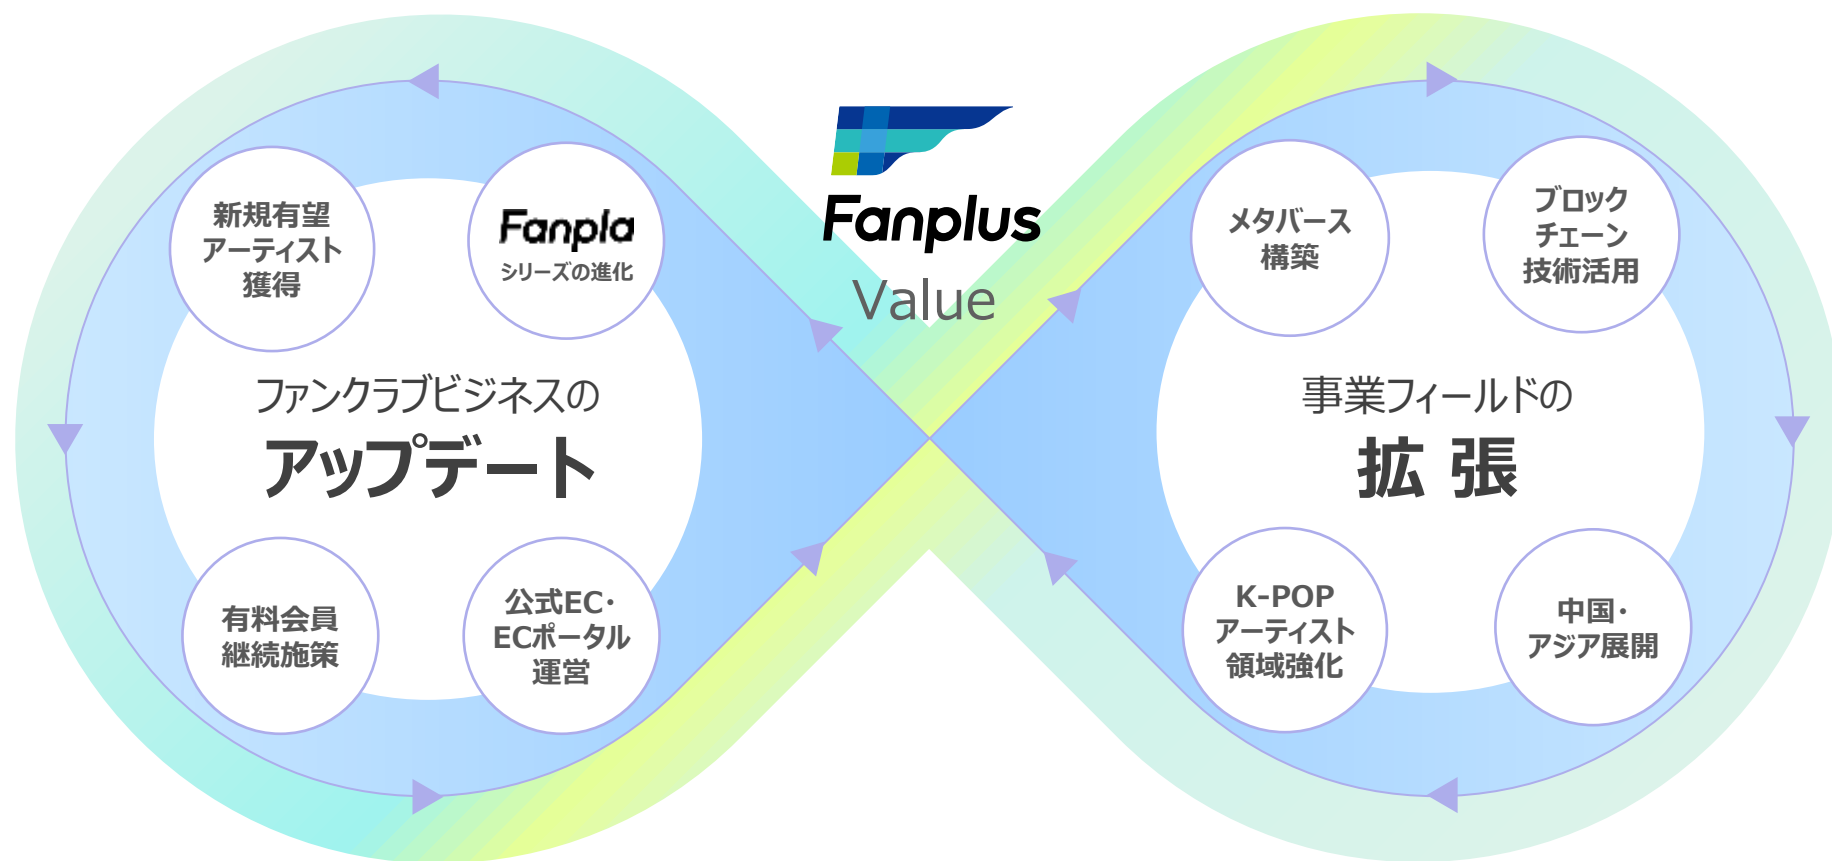 Fanplus
Value
新規有望
アーティスト
獲得
Fanpla
シリーズの進化
ファンクラブビジネスの
アップデート
有料会員
継続施策
公式EC・
ECポータル
運営
メタバース
構築
ブロック
チェーン
技術活用
事業フィールドの
拡 張
K-POP
アーティスト
領域強化
中国・
アジア展開